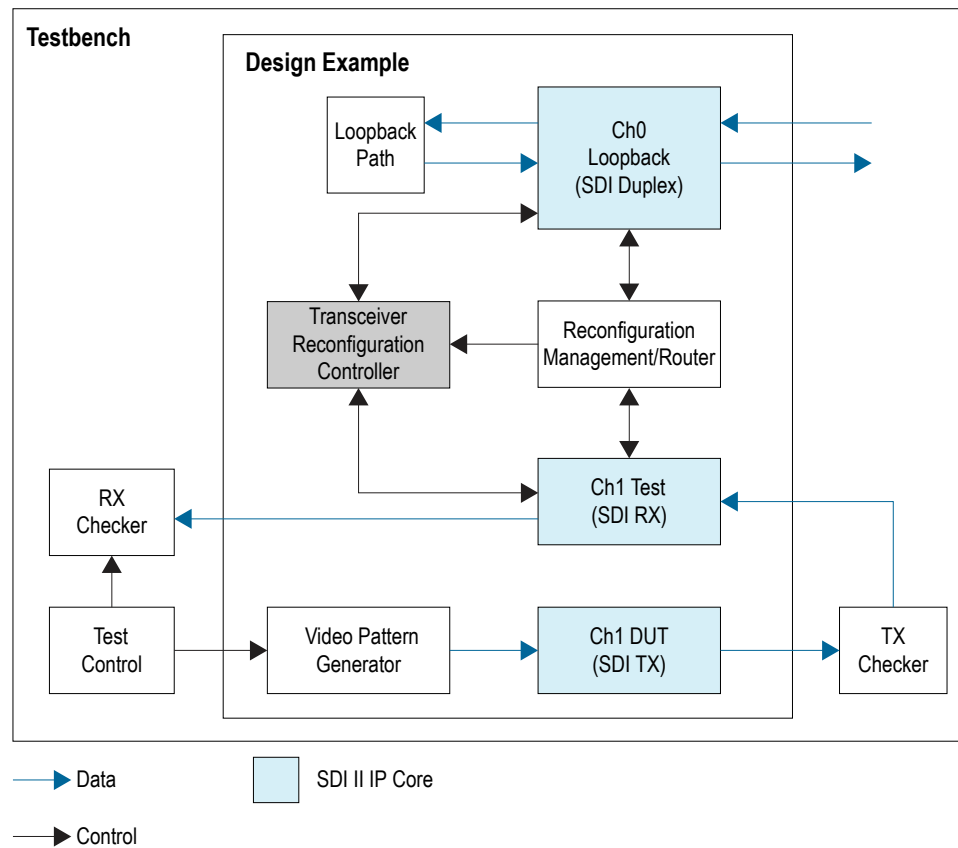 Testbench
Design Example
Loopback
Path
Ch0
Loopback
(SDI Duplex)
Transceiver
Reconfiguration
Controller
Reconfiguration
Management/Router
RX
Checker
Ch1 Test
(SDI RX)
Test
Control
Video Pattern
Generator
Ch1 DUT
(SDI TX)
TX
Checker
Data
SDI II IP Core
Control